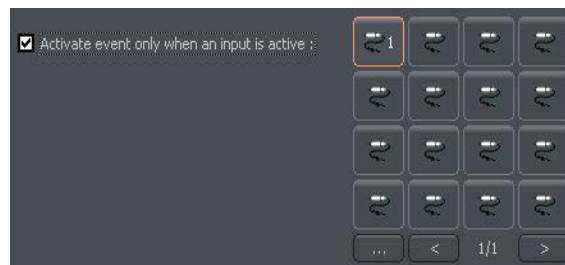 Activate event only when an input is active :
1
... < 1/1 >